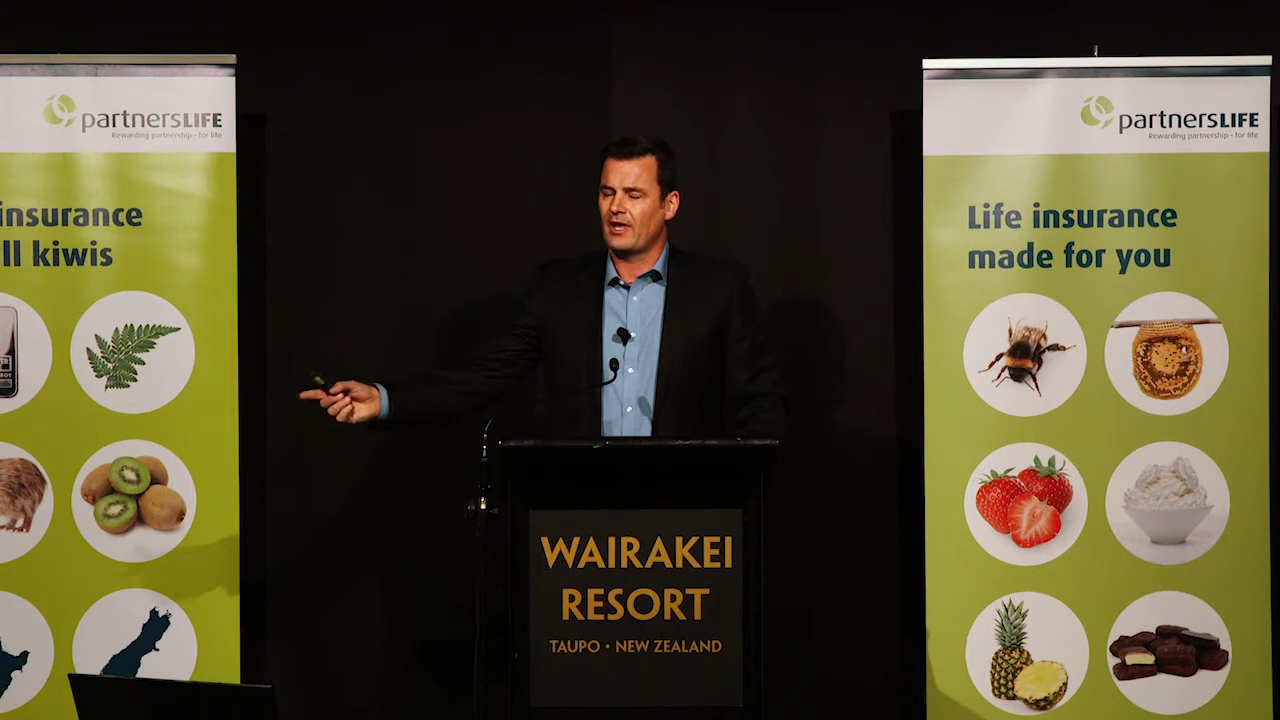 partnersLIFE
Rewarding partnership – for life
insurance
ll kiwis
partnersLIFE
Rewarding partnership – for life
Life insurance
made for you
WAIRAKEI
RESORT
TAUPO • NEW ZEALAND